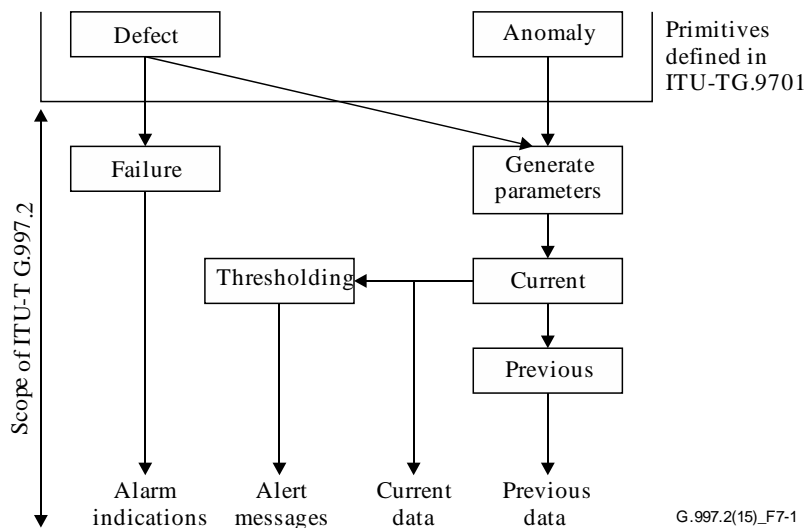 Defect
Anomaly
Primitives
defined in
ITU-TG.9701
Failure
Generate
parameters
Scope of ITU-T G.997.2
Thresholding
Current
Previous
Alarm
indications
Alert
messages
Current
data
Previous
data
G.997.2(15)_F7-1